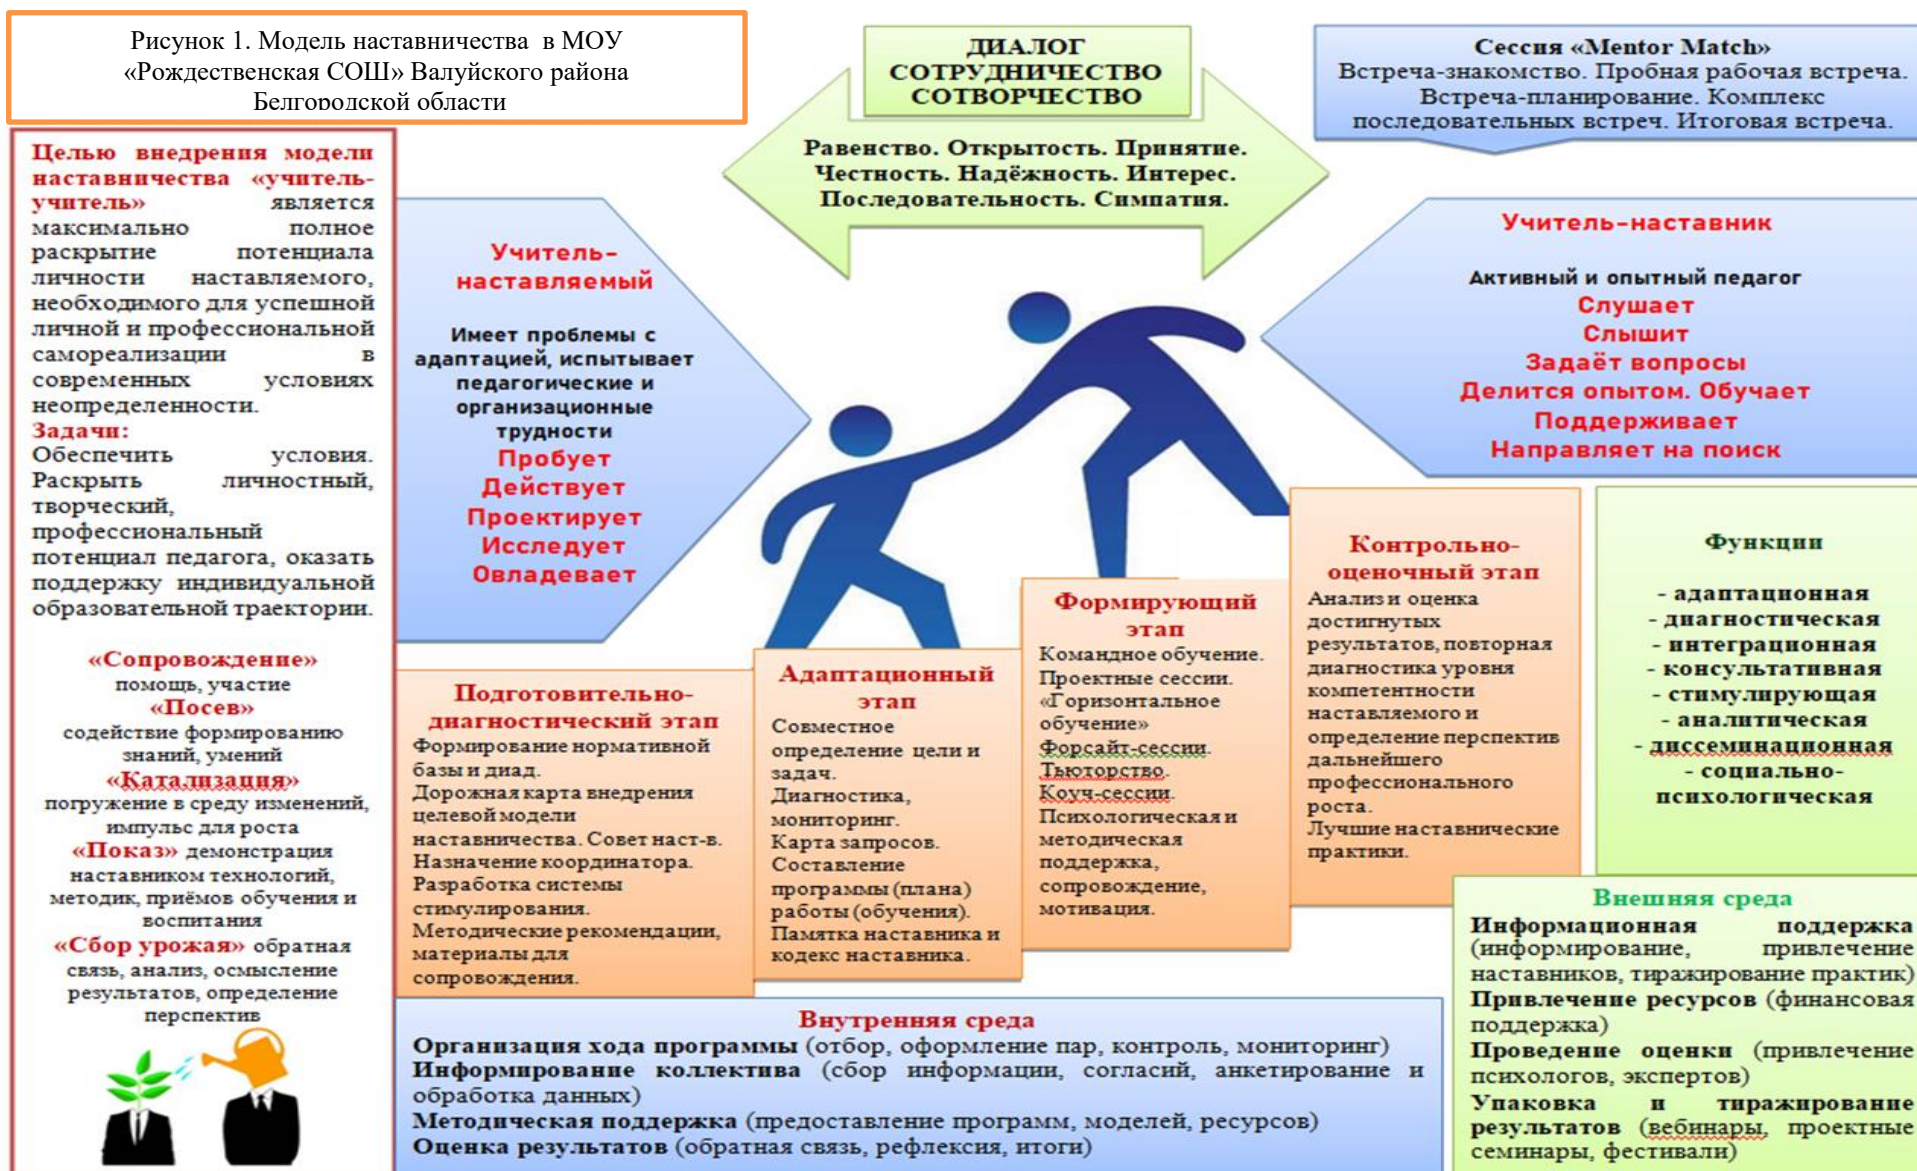 Рисунок 1. Модель наставничества в МОУ
«Рождественская СОШ» Валуйского района
Белгородской области
ДИАЛОГ
СОТРУДНИЧЕСТВО
СОТВОРЧЕСТВО
Равенство. Открытость. Принятие.
Честность. Надёжность. Интерес.
Последовательность. Симпатия.
Сессия «Mentor Match»
Встреча-знакомство. Пробная рабочая встреча.
Встреча-планирование. Комплекс
последовательных встреч. Итоговая встреча.
Целью внедрения модели
наставничества «учитель-
учитель» является
максимально полное
раскрытие потенциала
личности наставляемого,
необходимого для успешной
личной и профессиональной
самореализации в
современных условиях
неопределенности.
Задачи:
Обеспечить условия.
Раскрыть личностный,
творческий,
профессиональный
потенциал педагога, оказать
поддержку индивидуальной
образовательной траектории.
«Сопровождение»
помощь, участие
«Посев»
содействие формированию
знаний, умений
«Катализация»
погружение в среду изменений,
импульс для роста
«Показ» демонстрация
наставником технологий,
методик, приёмов обучения и
воспитания
«Сбор урожая» обратная
связь, анализ, осмысление
результатов, определение
перспектив
Учитель-
наставляемый
Имеет проблемы с
адаптацией, испытывает
педагогические и
организационные
трудности
Пробует
Действует
Проектирует
Исследует
Овладевает
Учитель-наставник
Активный и опытный педагог
Слушает
Слышит
Задаёт вопросы
Делится опытом. Обучает
Поддерживает
Направляет на поиск
Подготовительно-
диагностический этап
Формирование нормативной
базы и диад.
Дорожная карта внедрения
целевой модели
наставничества. Совет наст-в.
Назначение координатора.
Разработка системы
стимулирования.
Методические рекомендации,
материалы для
сопровождения.
Адаптационный
этап
Совместное
определение цели и
задач.
Диагностика,
мониторинг.
Карта запросов.
Составление
программы (плана)
работы (обучения).
Памятка наставника и
кодекс наставника.
Формирующий
этап
Командное обучение.
Проектные сессии.
«Горизонтальное
обучение»
Форсайт-сессии.
Тьюторство.
Коуч-сессии.
Психологическая и
методическая
поддержка,
сопровождение,
мотивация.
Контрольно-
оценочный этап
Анализ и оценка
достигнутых
результатов, повторная
диагностика уровня
компетентности
наставляемого и
определение перспектив
дальнейшего
профессионального
роста.
Лучшие наставнические
практики.
Функции
- адаптационная
- диагностическая
- интеграционная
- консультативная
- стимулирующая
- аналитическая
- диссеминационная
- социально-
психологическая
Внутренняя среда
Организация хода программы (отбор, оформление пар, контроль, мониторинг)
Информирование коллектива (сбор информации, согласий, анкетирование и
обработка данных)
Методическая поддержка (предоставление программ, моделей, ресурсов)
Оценка результатов (обратная связь, рефлексия, итоги)
Внешняя среда
Информационная поддержка
(информирование, привлечение
наставников, тиражирование практик)
Привлечение ресурсов (финансовая
поддержка)
Проведение оценки (привлечение
психологов, экспертов)
Упаковка и тиражирование
результатов (вебинары, проектные
семинары, фестивали)